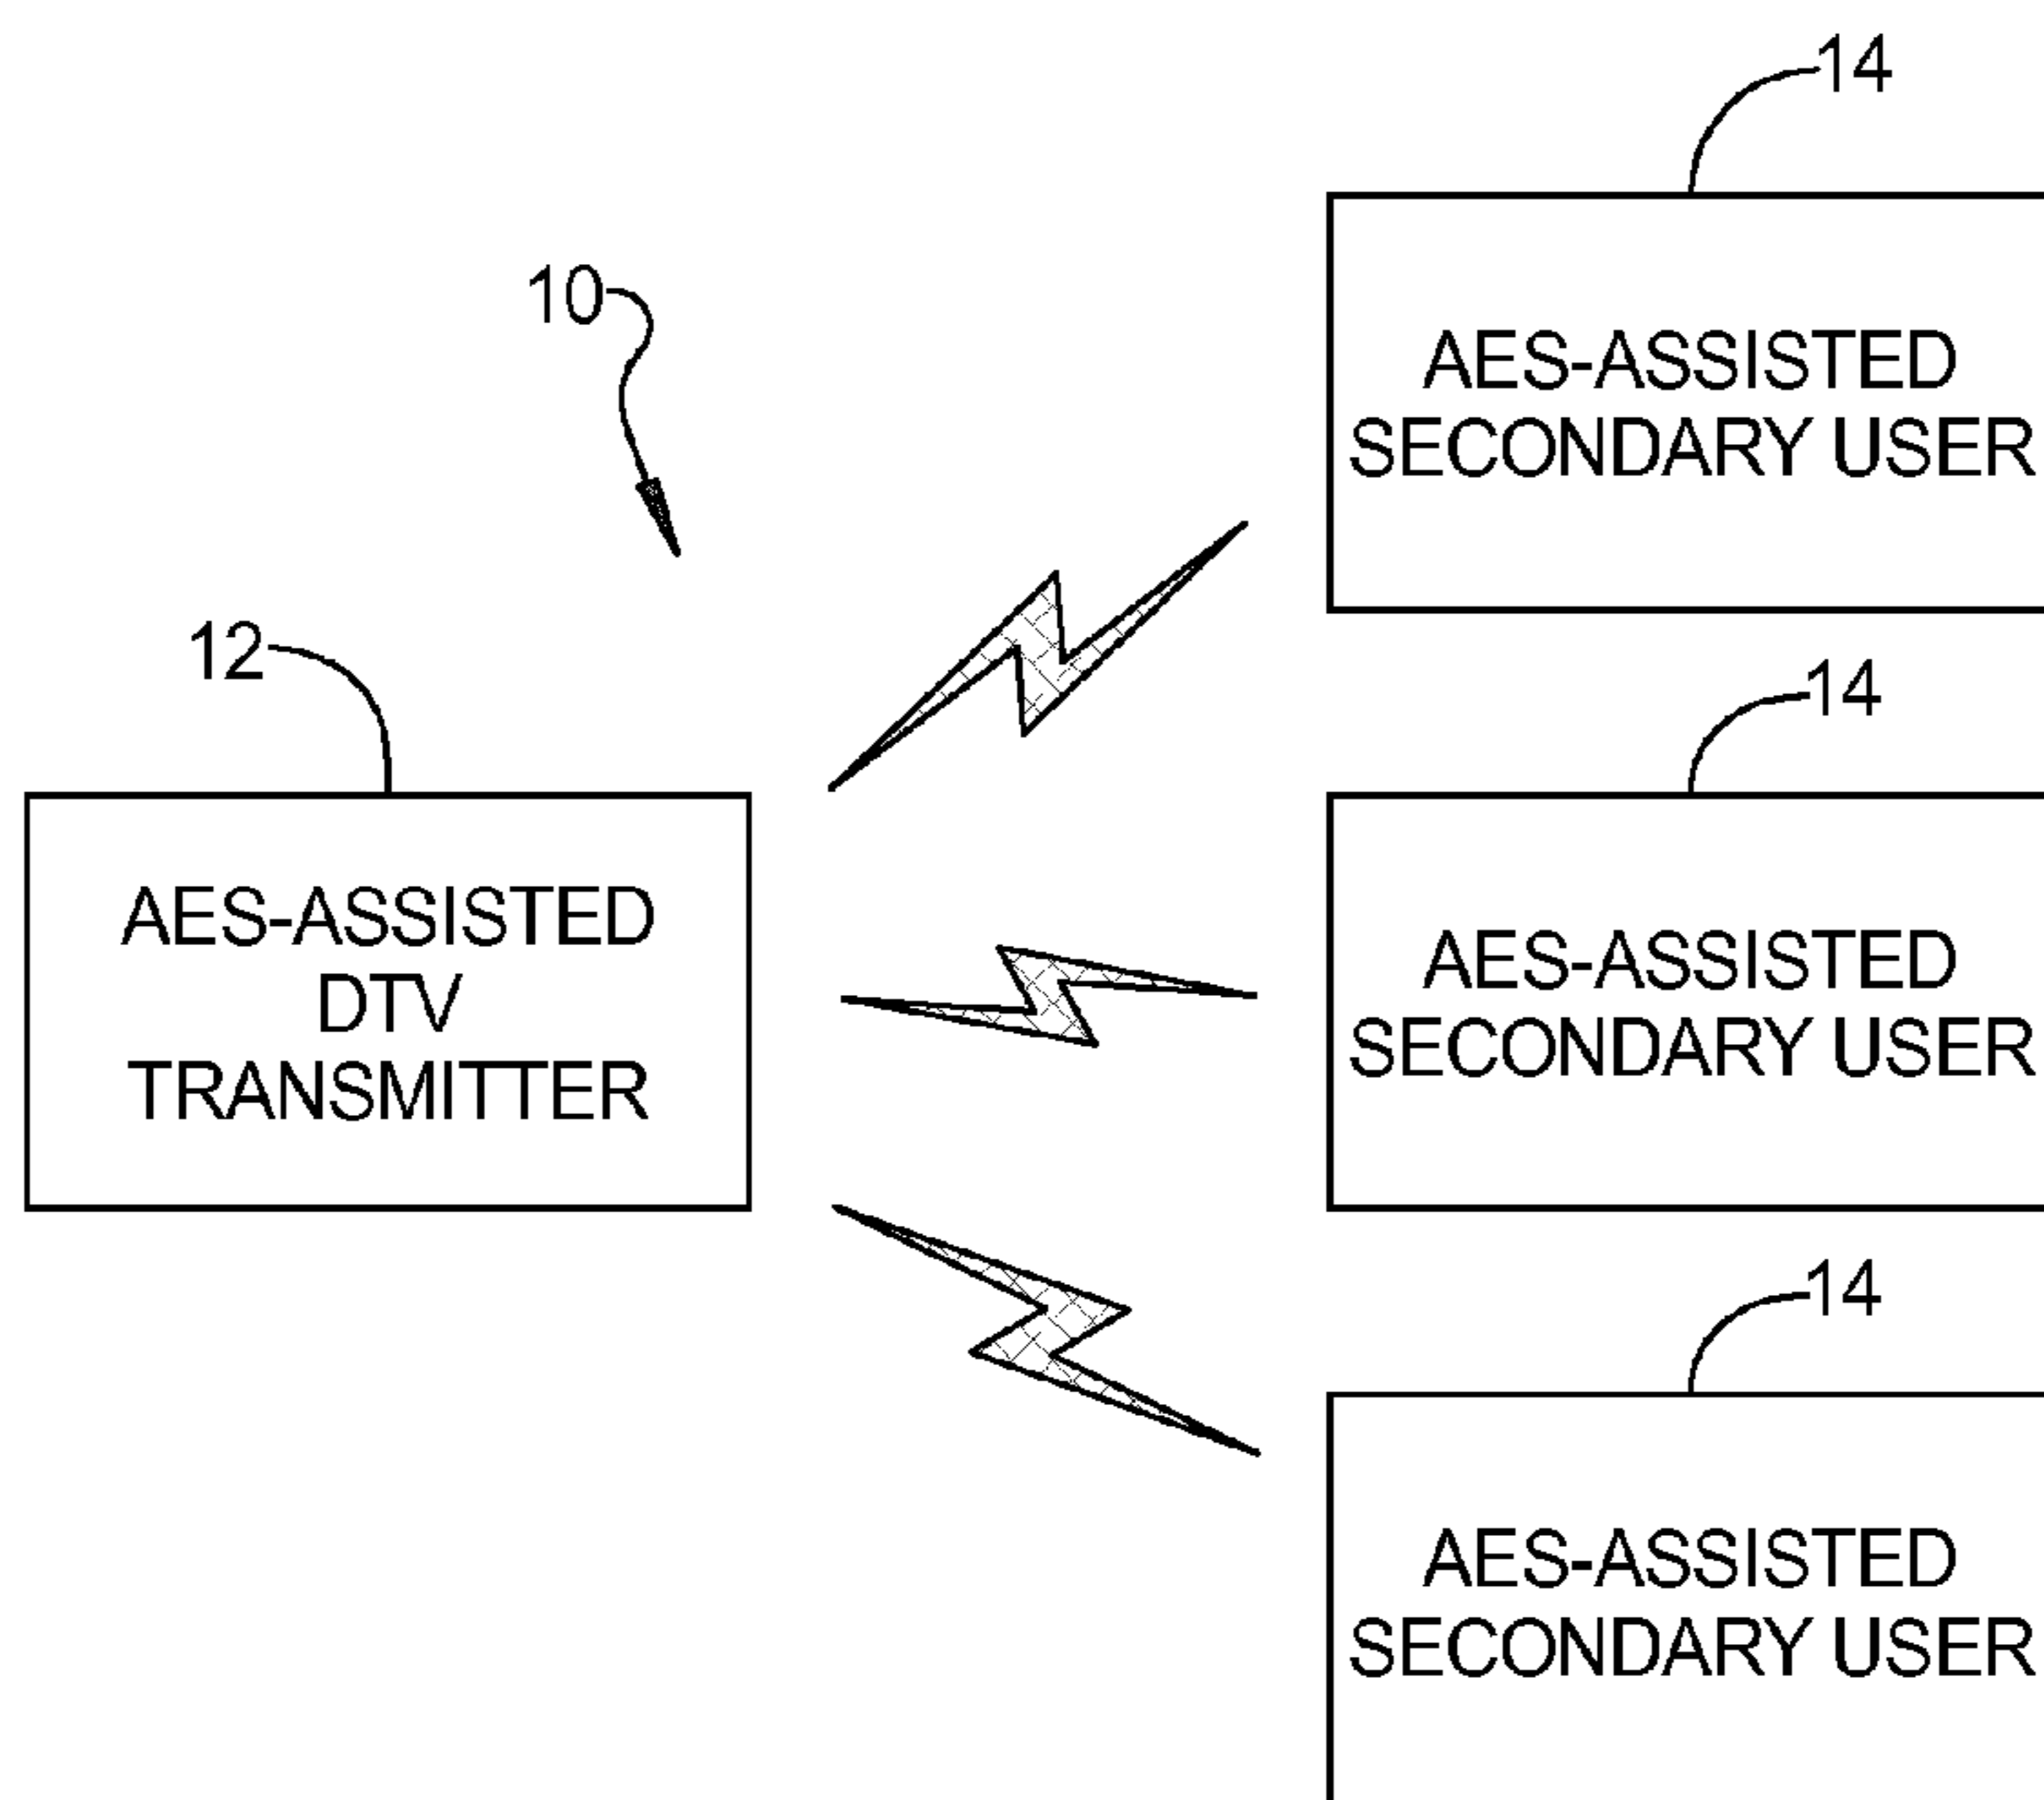 14
10
AES-ASSISTED
SECONDARY USER
12
14
AES-ASSISTED
DTV
TRANSMITTER
AES-ASSISTED
SECONDARY USER
14
AES-ASSISTED
SECONDARY USER